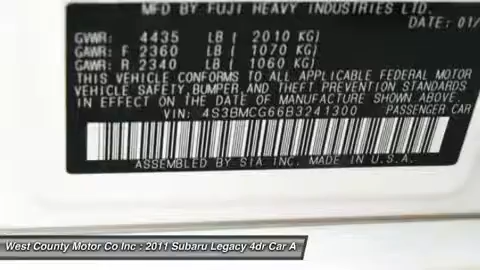 MFD BY FUJI HEAVY INDUSTRIES LTD.
DATE: 01/
GVWR: 4435 LB ( 2010 KG)
GAWR: F 2360 LB ( 1070 KG)
GAWR: R 2340 LB ( 1060 KG)
THIS VEHICLE CONFORMS TO ALL APPLICABLE FEDERAL MOTOR
VEHICLE SAFETY, BUMPER, AND THEFT PREVENTION STANDARDS
IN EFFECT ON THE DATE OF MANUFACTURE SHOWN ABOVE.
VIN: 4S3BMCG66B3241300 PASSENGER CAR
ASSEMBLED BY SIA INC. MADE IN U.S.A.
West County Motor Co Inc : 2011 Subaru Legacy 4dr Car A